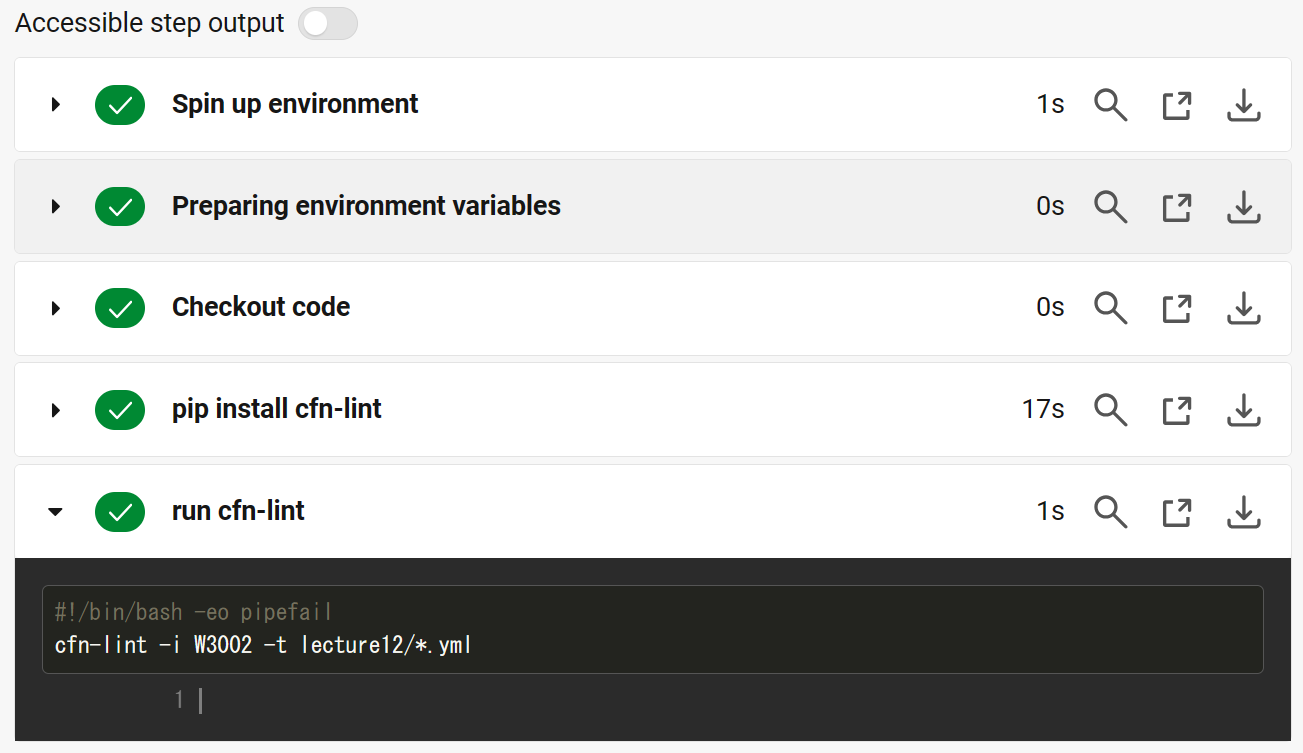 Accessible step output
Spin up environment 1s
Preparing environment variables 0s
Checkout code 0s
pip install cfn-lint 17s
run cfn-lint 1s
#!/bin/bash -eo pipefail
cfn-lint -i W3002 -t lecture12/*.yml
1